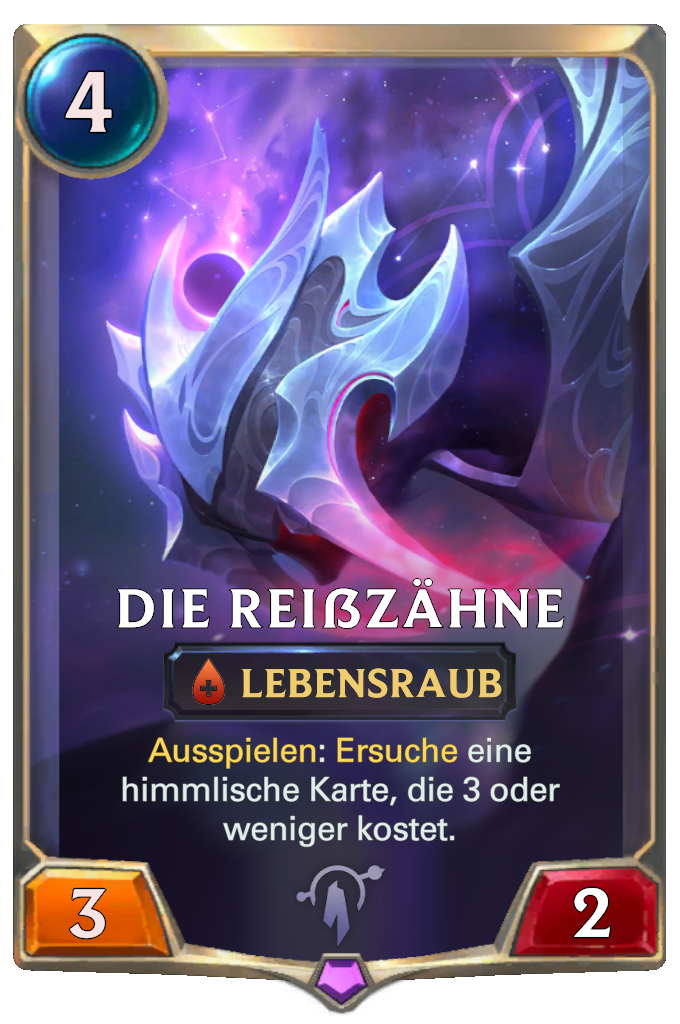 4
DIE REIßZÄHNE
LEBENSRAUB
Ausspielen: Ersuche eine
himmlische Karte, die 3 oder
weniger kostet.
3
2